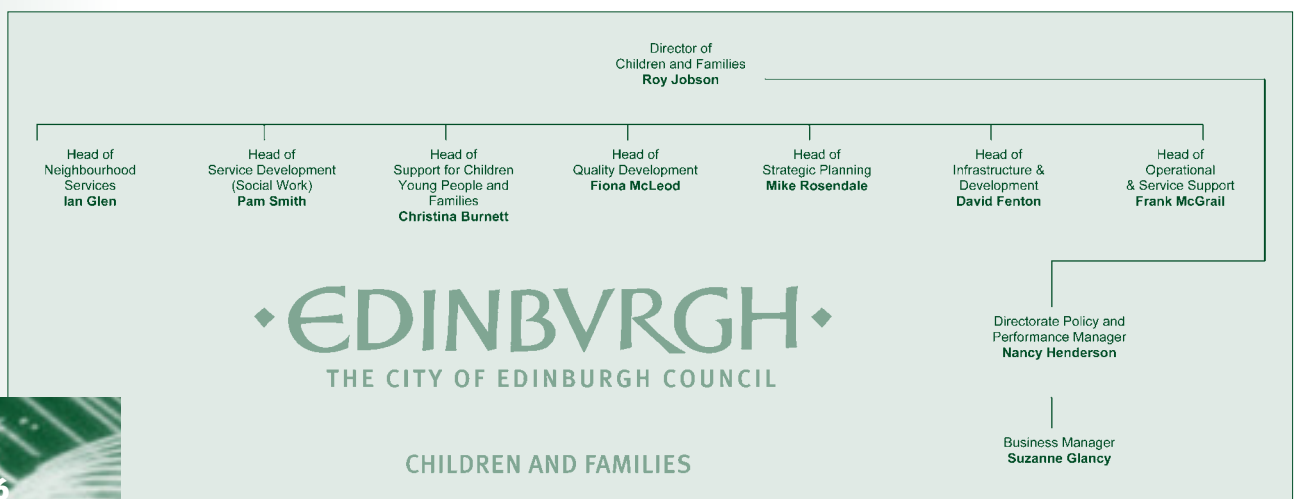 Director of
Children and Families
Roy Jobson
Head of
Neighbourhood
Services
Ian Glen
Head of
Service Development
(Social Work)
Pam Smith
Head of
Support for Children
Young People and
Families
Christina Burnett
Head of
Quality Development
Fiona McLeod
Head of
Strategic Planning
Mike Rosendale
Head of
Infrastructure &
Development
David Fenton
Head of
Operational
& Service Support
Frank McGrail
Directorate Policy and
Performance Manager
Nancy Henderson
Business Manager
Suzanne Glancy
EDINBVRGH
THE CITY OF EDINBURGH COUNCIL
CHILDREN AND FAMILIES